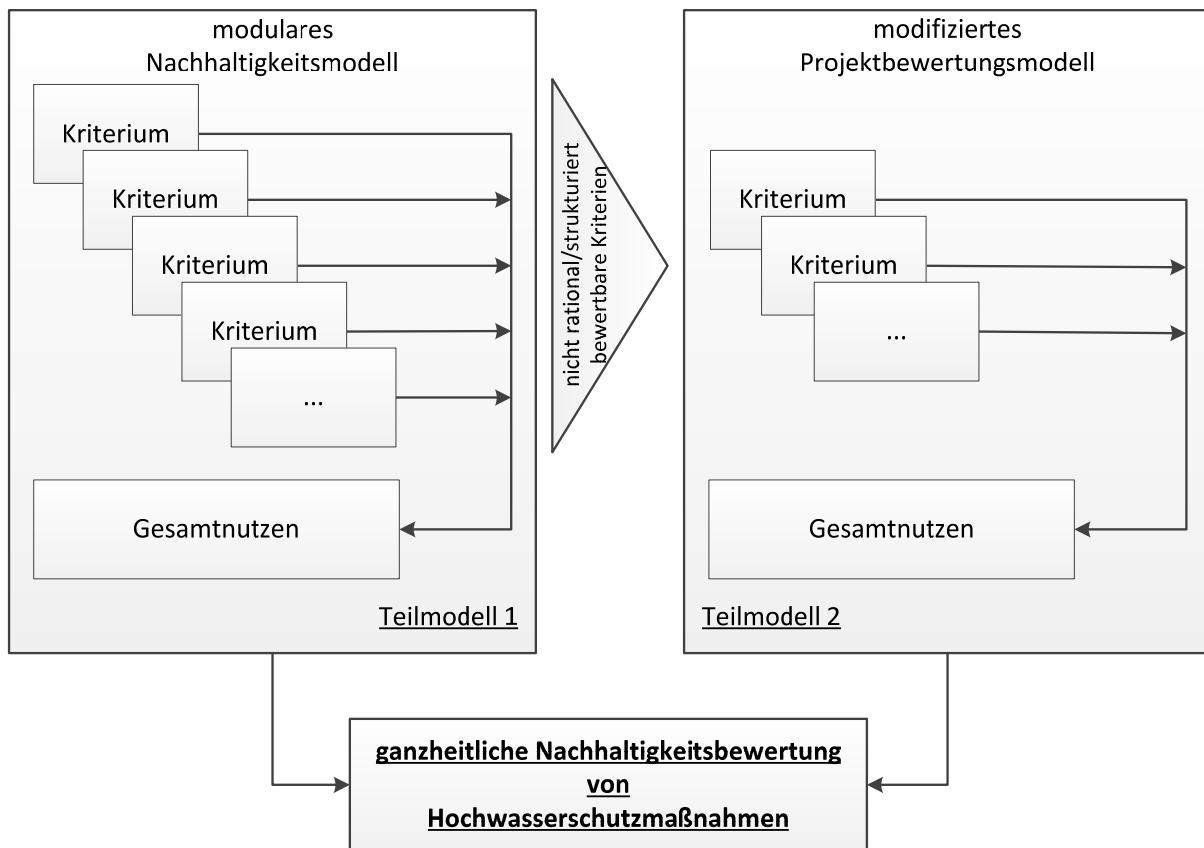 modulares
Nachhaltigkeitsmodell
Kriterium
Kriterium
Kriterium
Kriterium
...
Gesamtnutzen
Teilmodell 1
nicht rational/strukturiert
bewertbare Kriterien
modifiziertes
Projektbewertungsmodell
Kriterium
Kriterium
...
Gesamtnutzen
Teilmodell 2
ganzheitliche Nachhaltigkeitsbewertung
von
Hochwasserschutzmaßnahmen